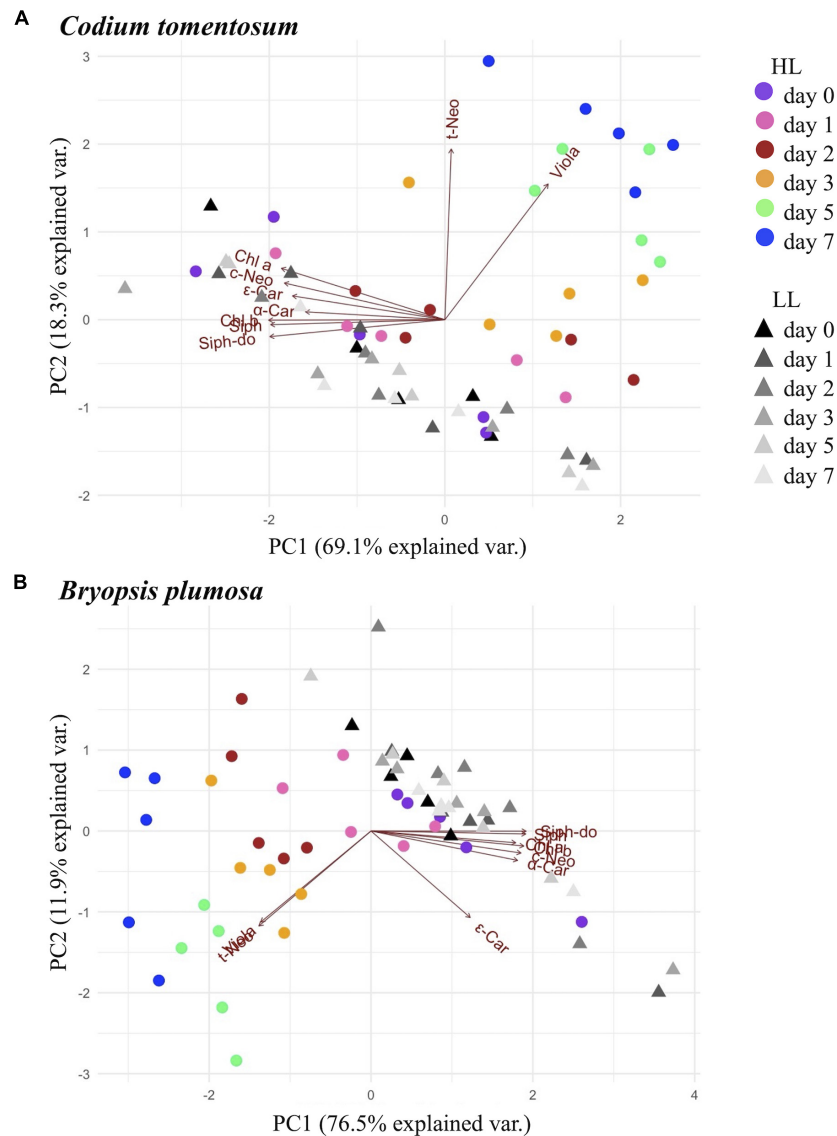 A
Codium tomentosum
3
2
1
0
-1
-2
PC2 (18.3% explained var.)
t-Neo
Viola
Chl a
c-Neo
ε-Car
α-Car
Chl b
Siph
Siph-do
-2
0
2
PC1 (69.1% explained var.)
HL
day 0
day 1
day 2
day 3
day 5
day 7
LL
day 0
day 1
day 2
day 3
day 5
day 7
B
Bryopsis plumosa
2
1
0
-1
-2
-3
PC2 (11.9% explained var.)
Siph-do
Siph
Chl a
Chl b
c-Neo
α-Car
ε-Car
Viola
t-Neo
-2
0
2
4
PC1 (76.5% explained var.)